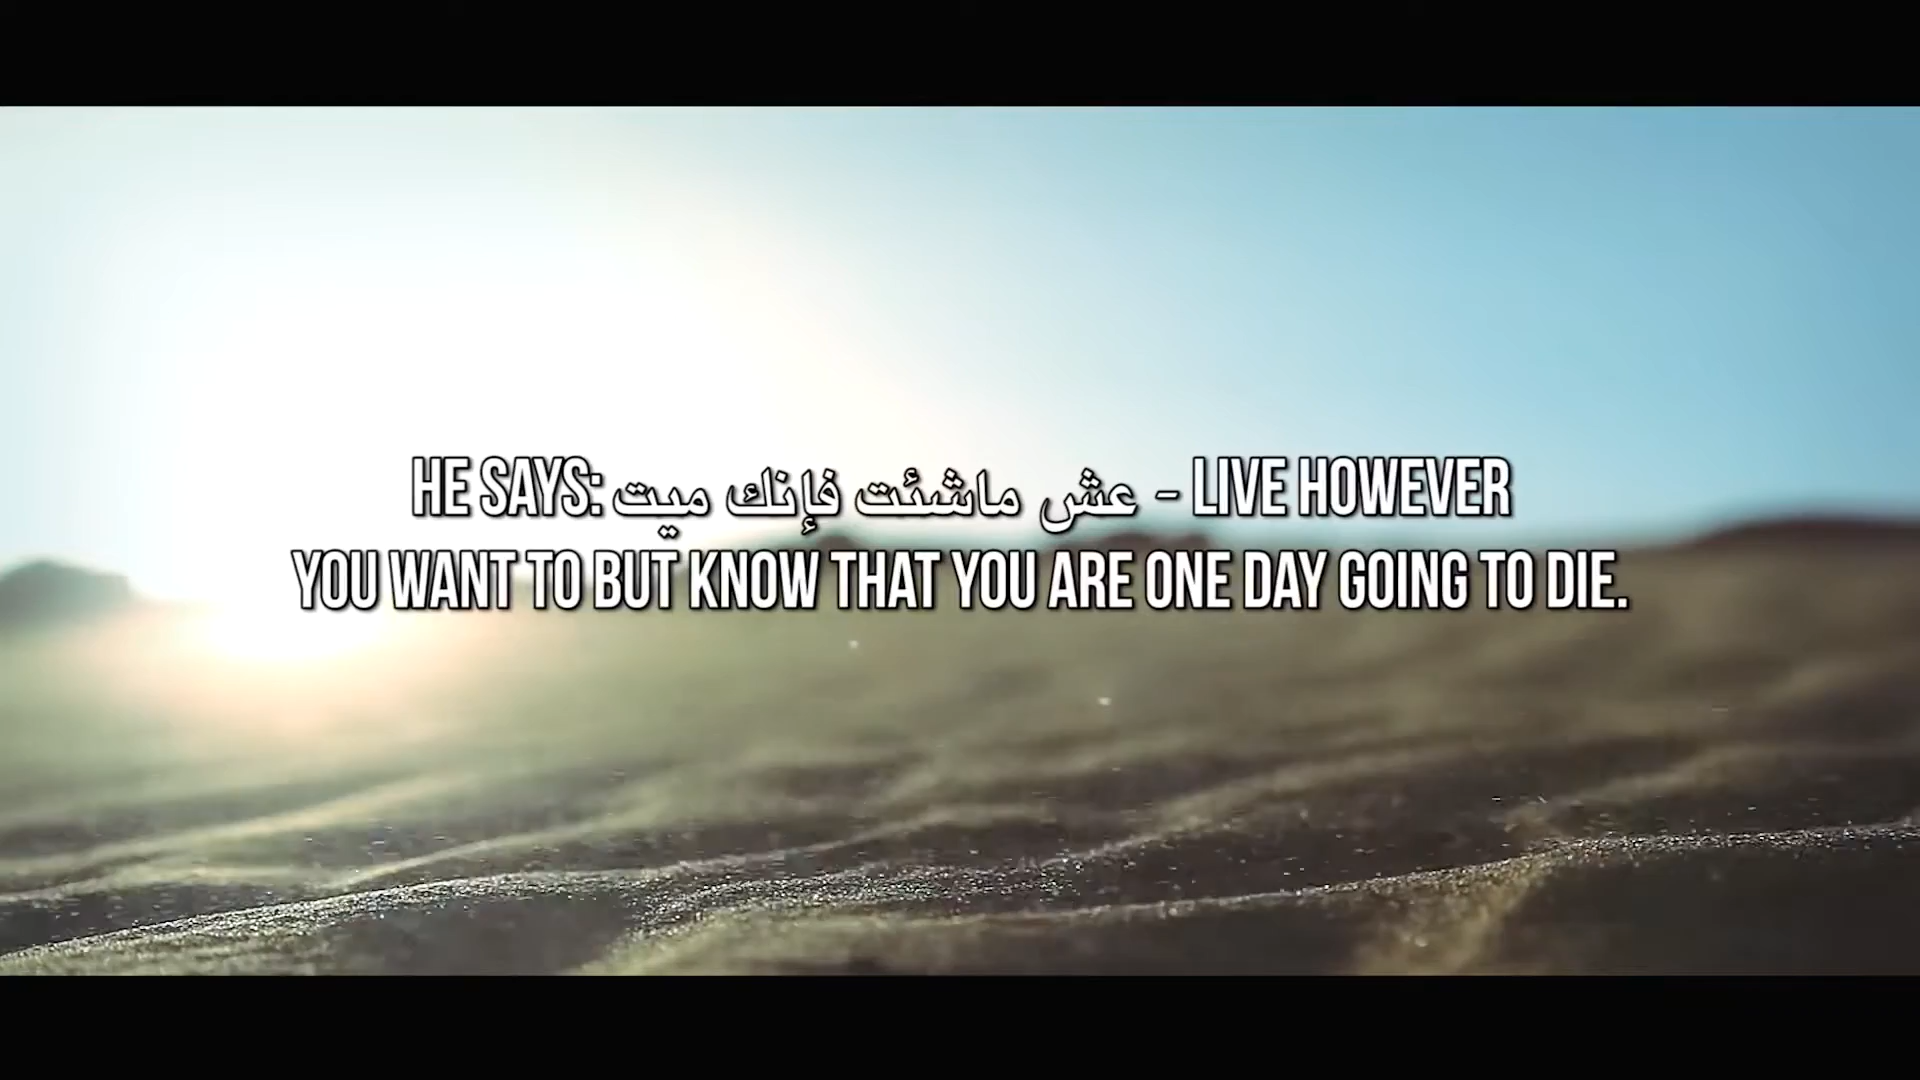 HE SAYS: عش ماشئت فإنك ميت - LIVE HOWEVER
YOU WANT TO BUT KNOW THAT YOU ARE ONE DAY GOING TO DIE.